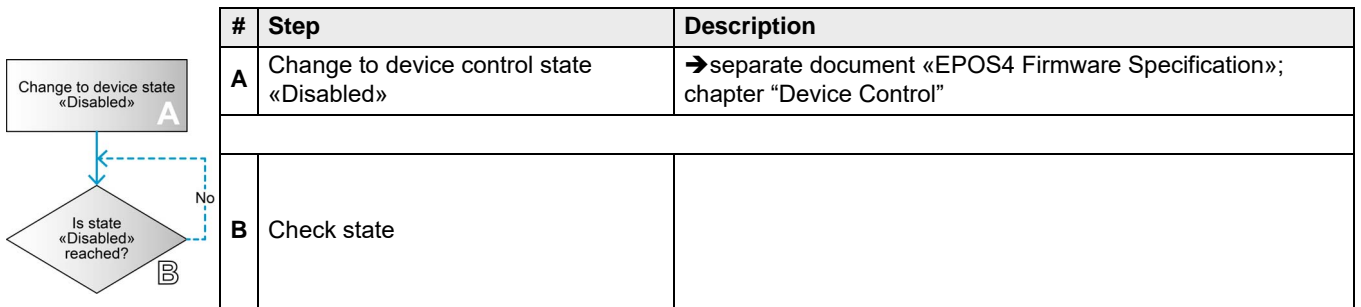 Change to device state
«Disabled»
A
No
Is state
«Disabled»
reached?
B
# Step Description
A Change to device control state «Disabled» ➔separate document «EPOS4 Firmware Specification»; chapter “Device Control”
B Check state